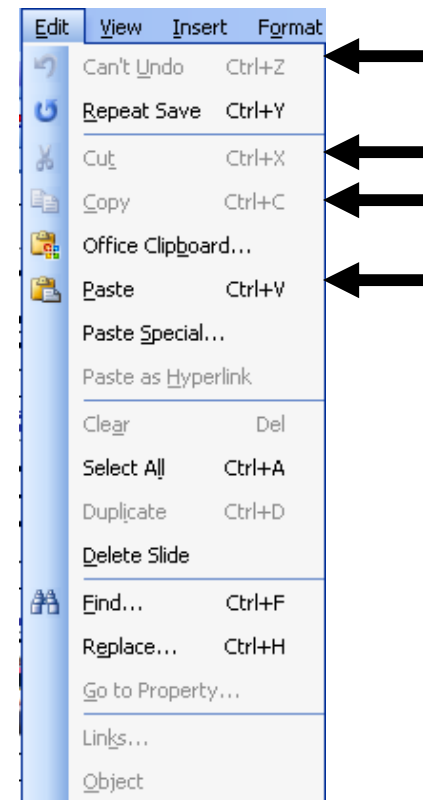 Edit View Insert Format
Can't Undo Ctrl+Z
Repeat Save Ctrl+Y
Cut Ctrl+X
Copy Ctrl+C
Office Clipboard...
Paste Ctrl+V
Paste Special...
Paste as Hyperlink
Clear Del
Select All Ctrl+A
Duplicate Ctrl+D
Delete Slide
Find... Ctrl+F
Replace... Ctrl+H
Go to Property...
Links...
Object